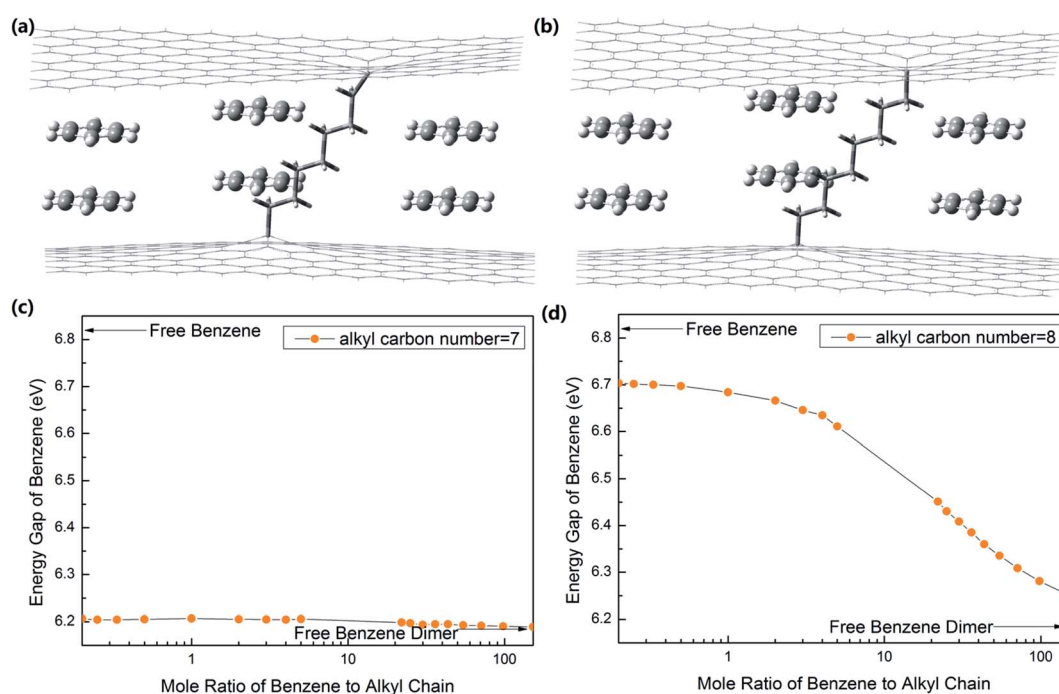 (a)
(b)
(c)
6.8
6.7
6.6
6.5
6.4
6.3
6.2
Energy Gap of Benzene (eV)
Free Benzene
alkyl carbon number=7
Free Benzene Dimer
1
10
100
Mole Ratio of Benzene to Alkyl Chain
(d)
6.8
6.7
6.6
6.5
6.4
6.3
6.2
Energy Gap of Benzene (eV)
Free Benzene
alkyl carbon number=8
Free Benzene Dimer
1
10
100
Mole Ratio of Benzene to Alkyl Chain